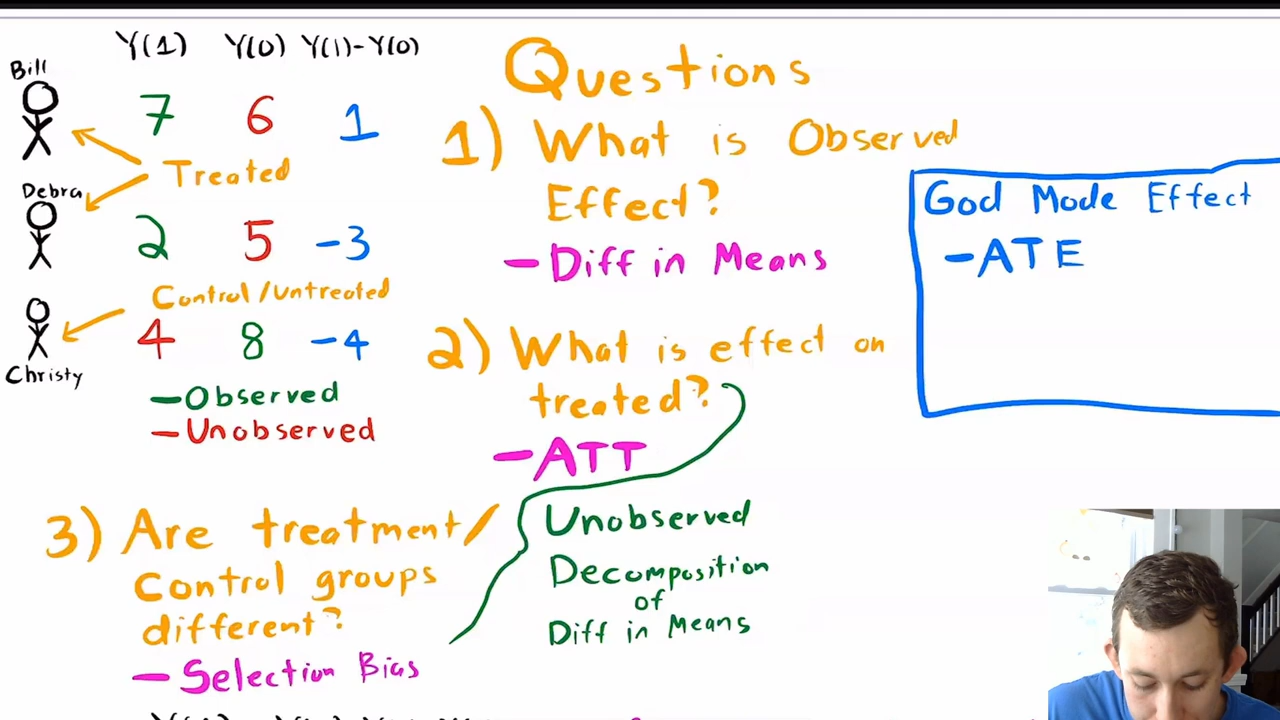 Y(1) Y(0) Y(1)-Y(0)
Bill
7 6 1
Treated
Debra
2 5 -3
Control/Untreated
4 8 -4
Christy
-Observed
-Unobserved
Questions
1) What is Observed
Effect?
-Diff in Means
2) What is effect on
treated?
-ATT
Unobserved
Decomposition
of
Diff in Means
God Mode Effect
-ATE
3) Are treatment/
Control groups
different?
-Selection Bias